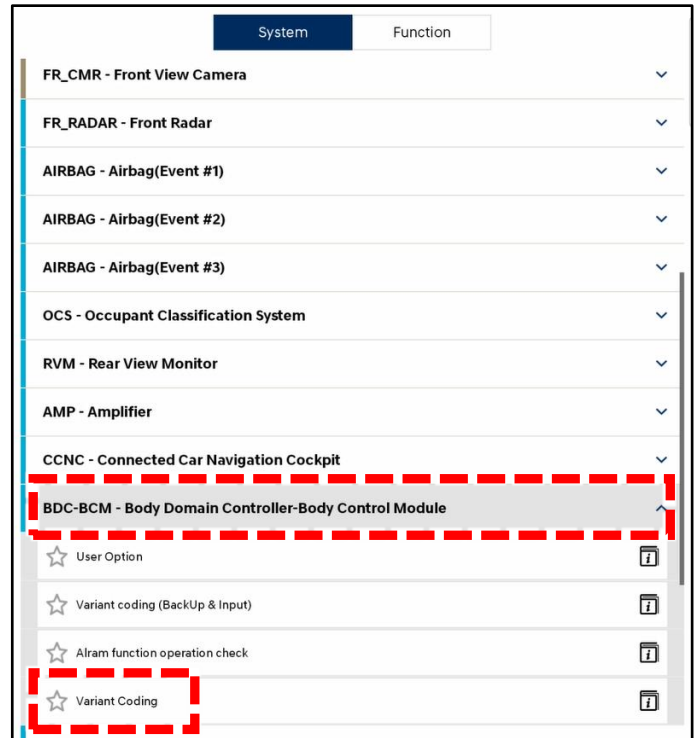 System
Function
FR_CMR - Front View Camera
FR_RADAR - Front Radar
AIRBAG - Airbag(Event #1)
AIRBAG - Airbag(Event #2)
AIRBAG - Airbag(Event #3)
OCS - Occupant Classification System
RVM - Rear View Monitor
AMP - Amplifier
CCNC - Connected Car Navigation Cockpit
BDC-BCM - Body Domain Controller-Body Control Module
User Option
Variant coding (BackUp & Input)
Alram function operation check
Variant Coding